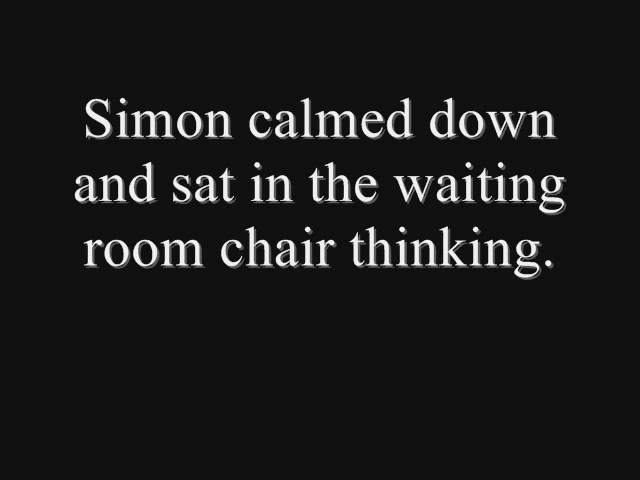 Simon calmed down
and sat in the waiting
room chair thinking.